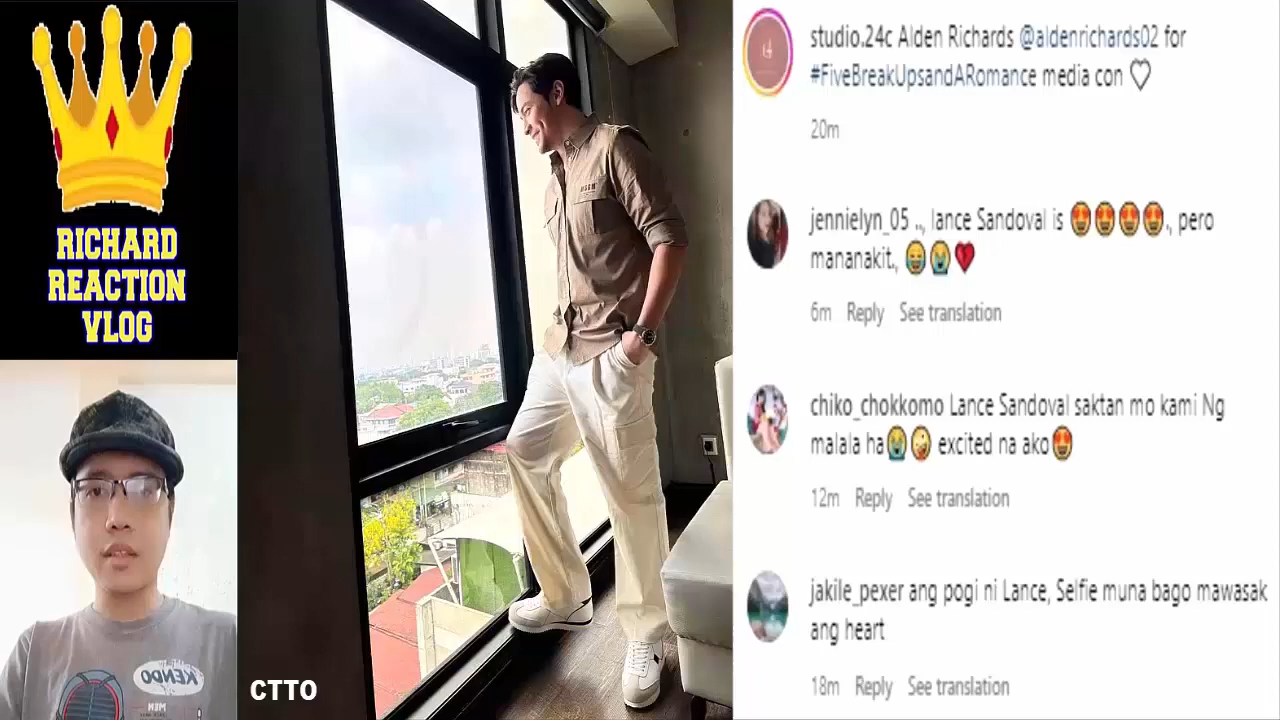 RICHARD
REACTION
VLOG
CTTO
studio.24c Alden Richards @aldenrichards02 for
#FiveBreakUpsandARomance media con ♡
20m
jennielyn_05 .,, lance Sandoval is 😍😍😍😍., pero
mananakit., 😅😭💔
6m Reply See translation
chiko_chokkomo Lance Sandoval saktan mo kami Ng
malala ha😭🤪 excited na ako😍
12m Reply See translation
jakile_pexer ang pogi ni Lance, Selfie muna bago mawasak
ang heart
18m Reply See translation
KENDO
MEN